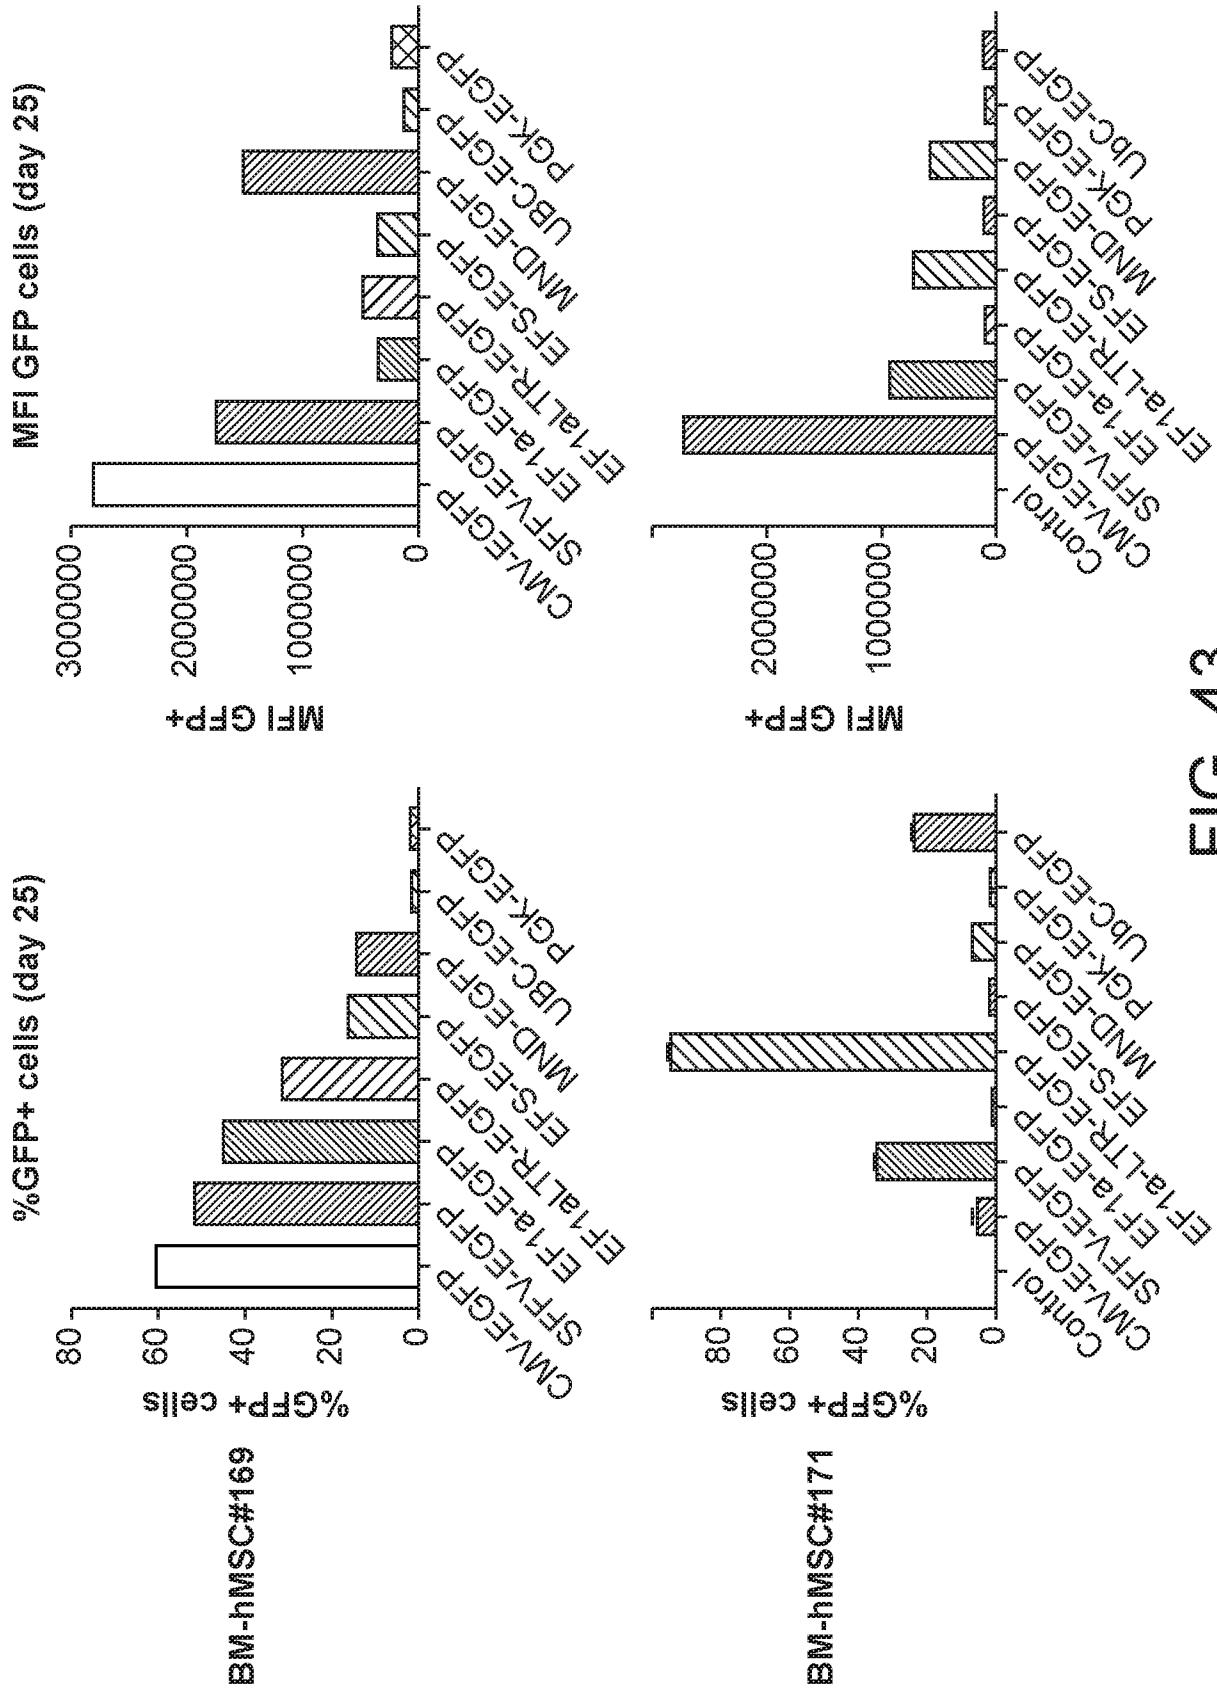 %GFP+ cells (day 25)
MFI GFP cells (day 25)
BM-hMSC#169
%GFP+ cells
80
60
40
20
0
CMV-EGFP
SFFV-EGFP
EF1a-EGFP
EF1aLTR-EGFP
EFS-EGFP
MND-EGFP
UBC-EGFP
PGK-EGFP
MFI GFP+
3000000
2000000
1000000
0
CMV-EGFP
SFFV-EGFP
EF1a-EGFP
EF1aLTR-EGFP
EFS-EGFP
MND-EGFP
UBC-EGFP
PGK-EGFP
BM-hMSC#171
%GFP+ cells
80
60
40
20
0
Control
CMV-EGFP
SFFV-EGFP
EF1a-EGFP
EF1a-LTR-EGFP
EFS-EGFP
MND-EGFP
PGK-EGFP
UbC-EGFP
MFI GFP+
2000000
1000000
0
Control
CMV-EGFP
SFFV-EGFP
EF1a-EGFP
EF1a-LTR-EGFP
EFS-EGFP
MND-EGFP
PGK-EGFP
UbC-EGFP
FIG.